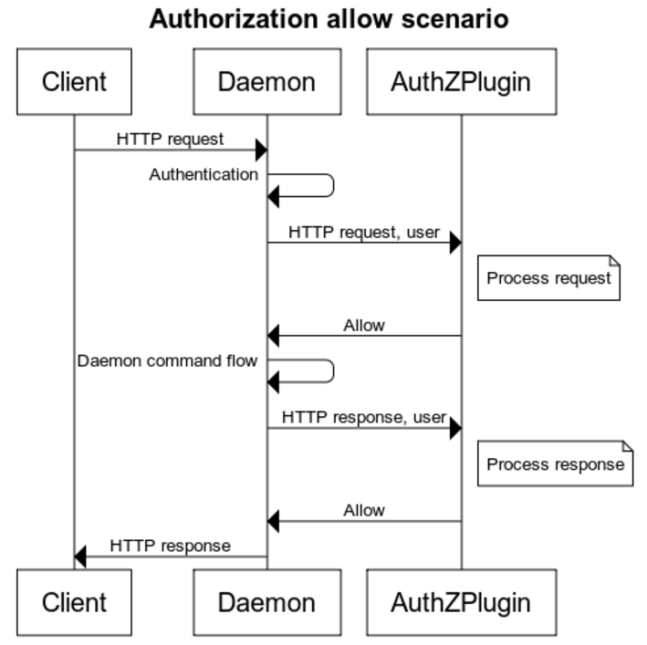 Authorization allow scenario
Client
Daemon
AuthZPlugin
HTTP request
Authentication
HTTP request, user
Process request
Allow
Daemon command flow
HTTP response, user
Process response
Allow
HTTP response
Client
Daemon
AuthZPlugin